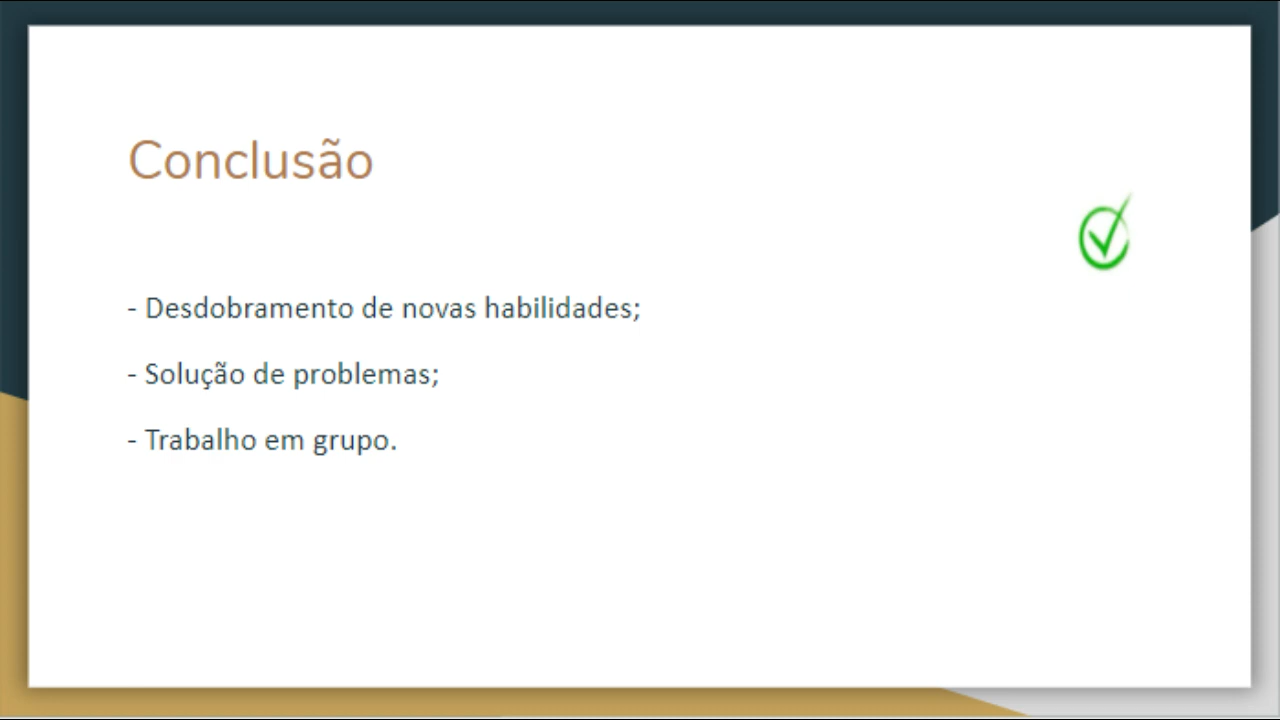 Conclusão
- Desdobramento de novas habilidades;
- Solução de problemas;
- Trabalho em grupo.